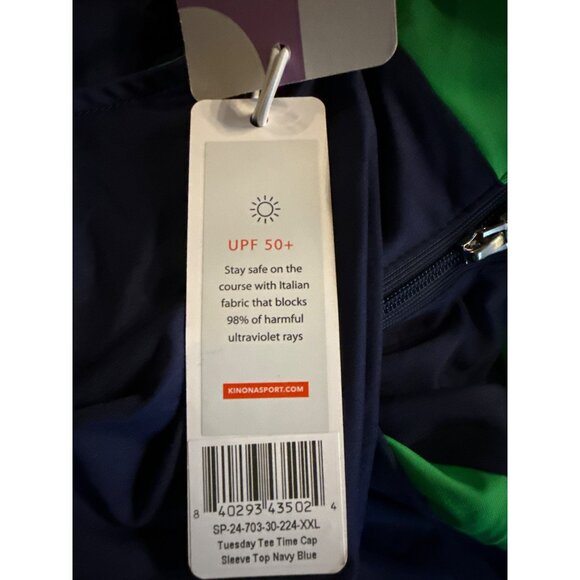 UPF 50+
Stay safe on the
course with Italian
fabric that blocks
98% of harmful
ultraviolet rays
KINONASPORT.COM
8 40293 43502 4
SP-24-703-30-224-XXL
Tuesday Tee Time Cap
Sleeve Top Navy Blue